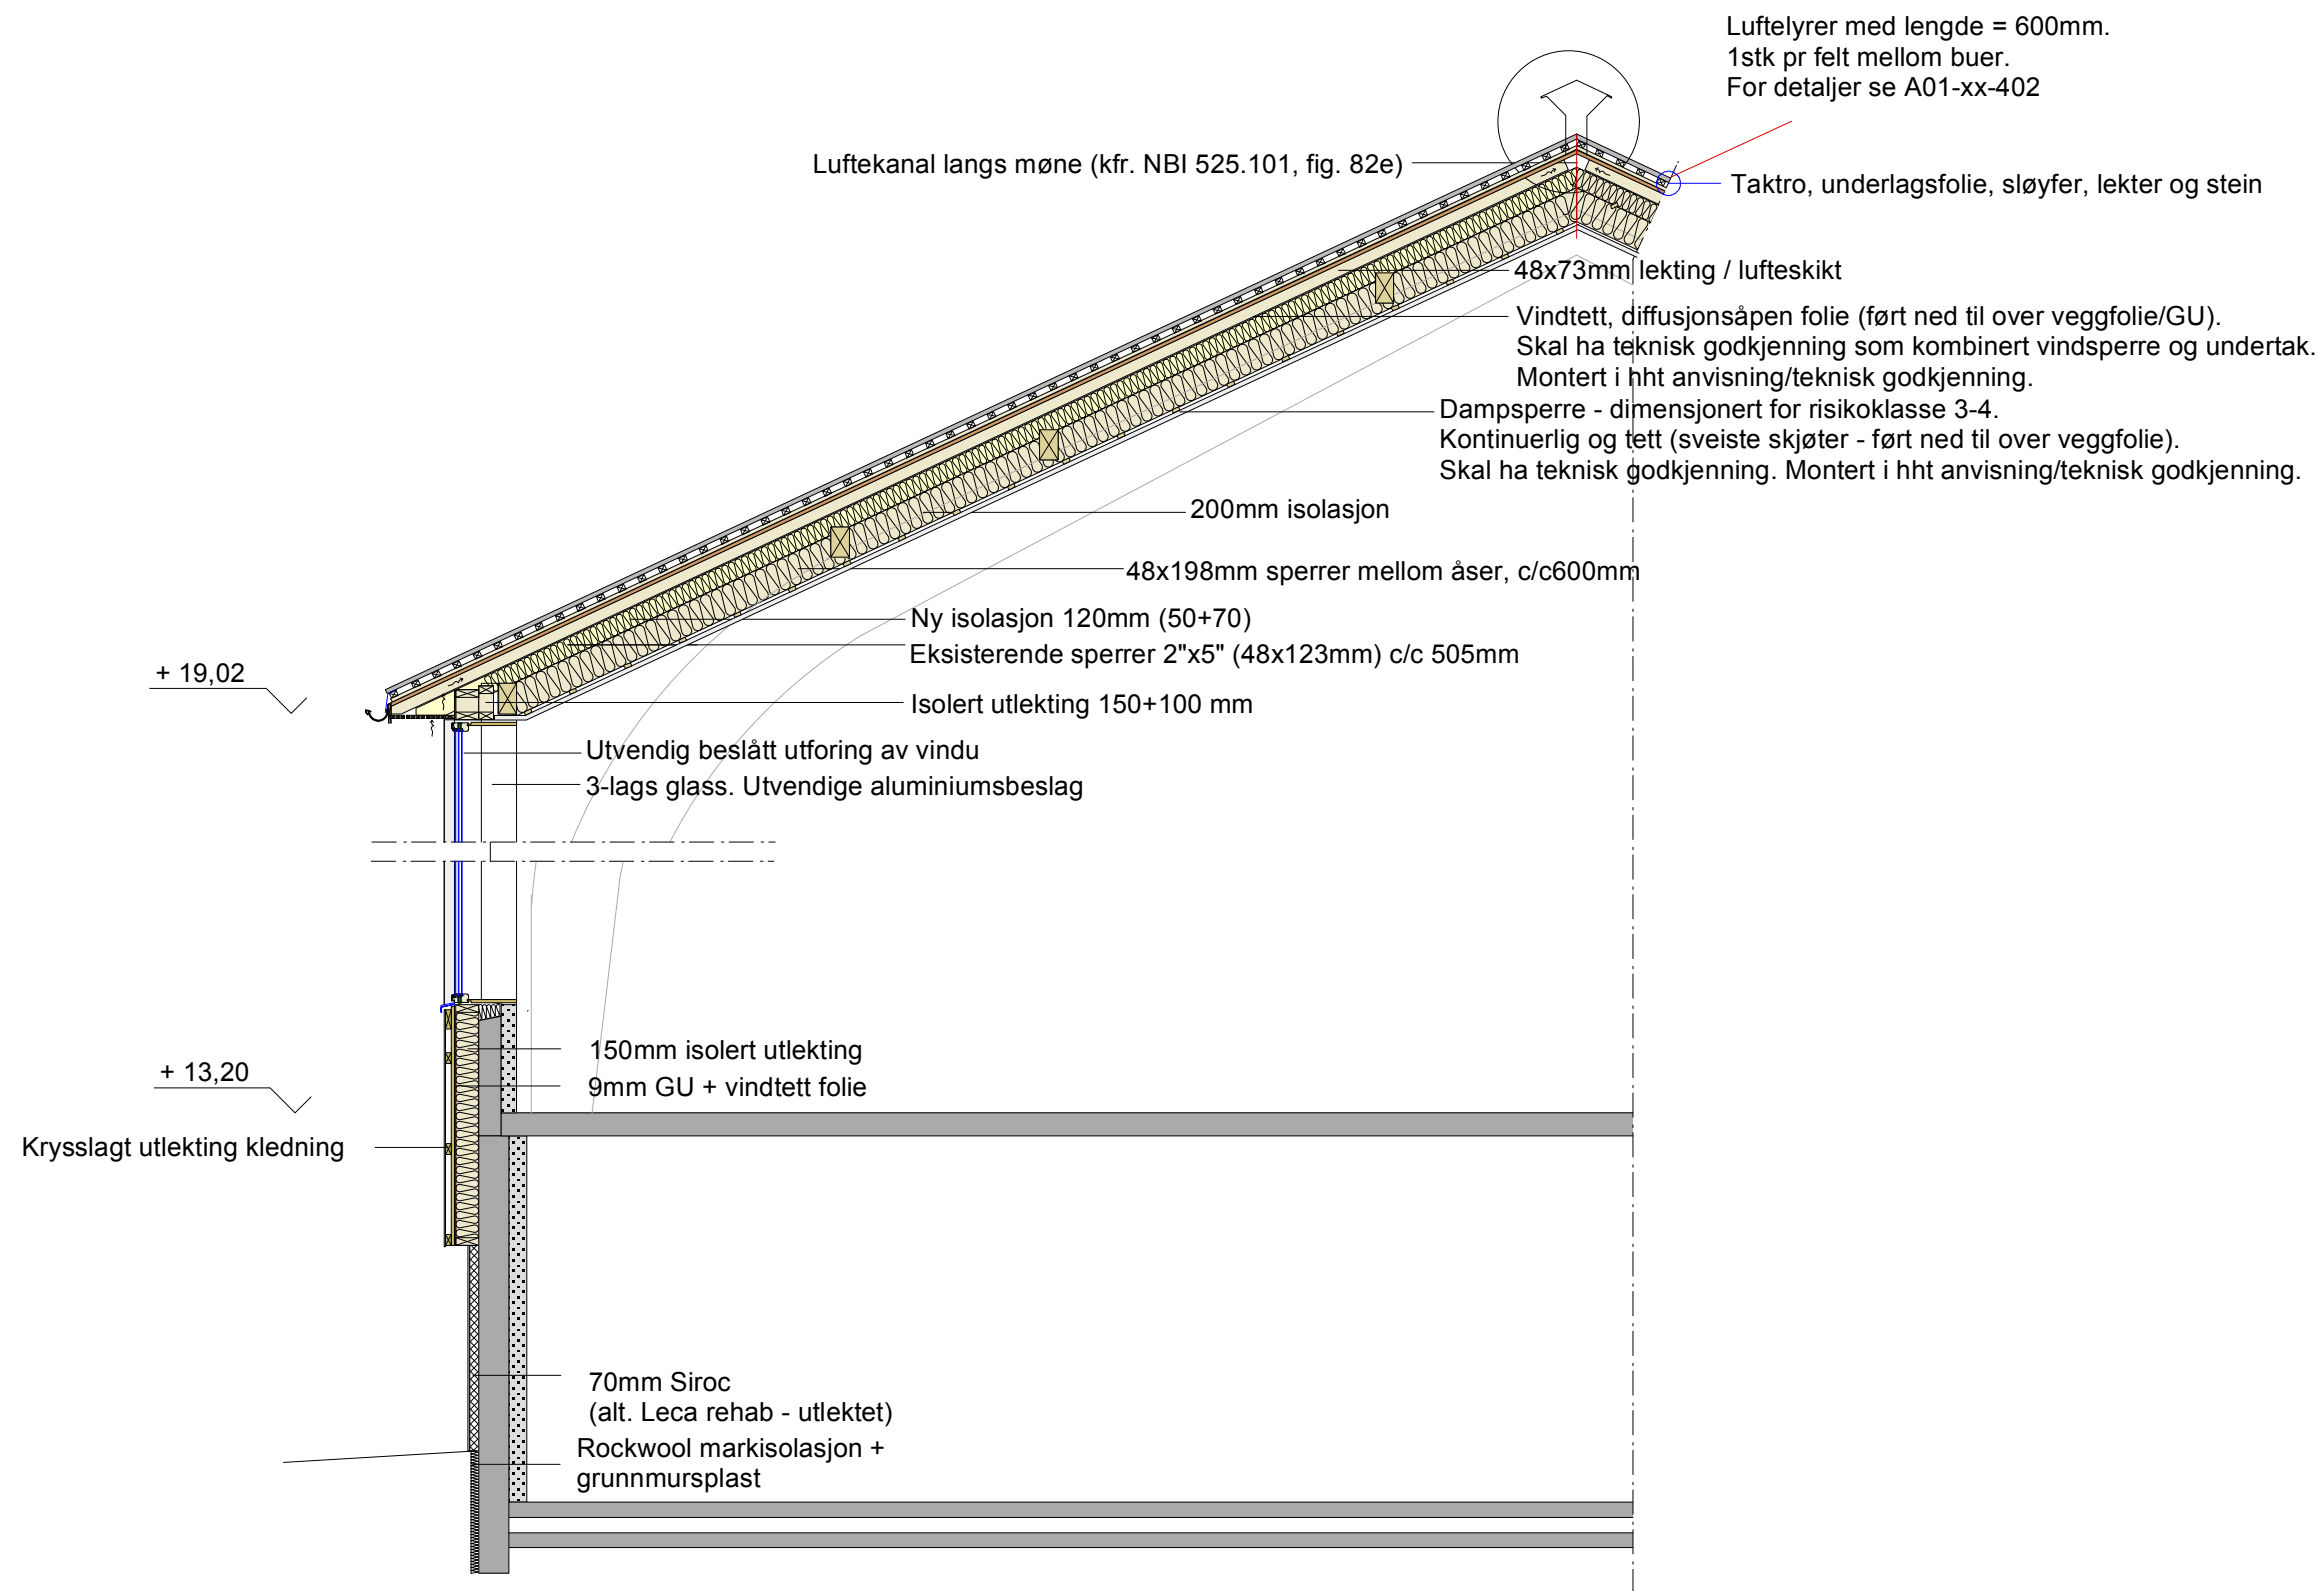 Luftelyrer med lengde = 600mm.
1stk pr felt mellom buer.
For detaljer se A01-xx-402
Luftekanal langs møne (kfr. NBI 525.101, fig. 82e)
Taktro, underlagsfolie, sløyfer, lekter og stein
48x73mm lekting / lufteskikt
Vindtett, diffusjonsåpen folie (ført ned til over veggfolie/GU).
Skal ha teknisk godkjenning som kombinert vindsperre og undertak.
Montert i hht anvisning/teknisk godkjenning.
Dampsperre - dimensjonert for risikoklasse 3-4.
Kontinuerlig og tett (sveiste skjøter - ført ned til over veggfolie).
Skal ha teknisk godkjenning. Montert i hht anvisning/teknisk godkjenning.
200mm isolasjon
48x198mm sperrer mellom åser, c/c600mm
Ny isolasjon 120mm (50+70)
Eksisterende sperrer 2"x5" (48x123mm) c/c 505mm
+ 19,02
Isolert utlekting 150+100 mm
Utvendig beslått utforing av vindu
3-lags glass. Utvendige aluminiumsbeslag
150mm isolert utlekting
+ 13,20
9mm GU + vindtett folie
Krysslagt utlekting kledning
70mm Siroc
(alt. Leca rehab - utlektet)
Rockwool markisolasjon +
grunnmursplast